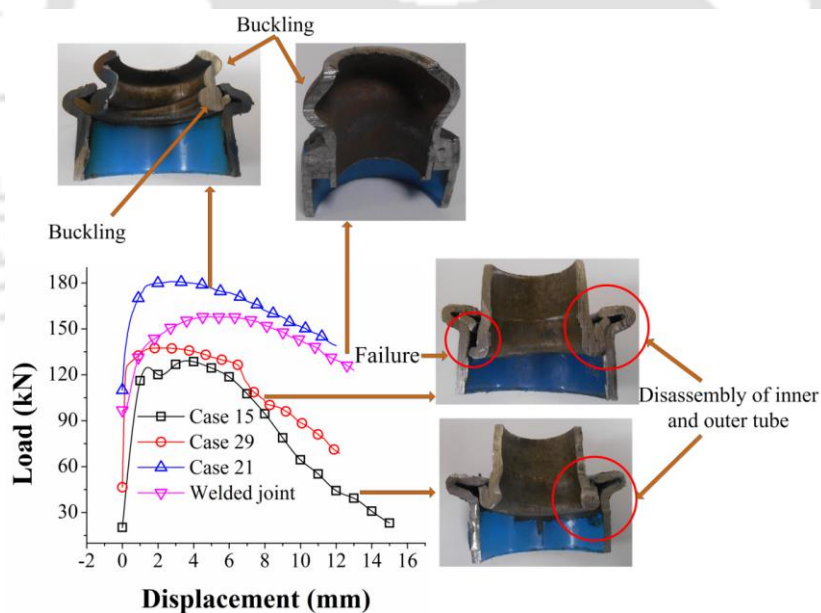 Buckling
Buckling
180
150
120
90
60
30
Load (kN)
Case 15
Case 29
Case 21
Welded joint
-2 0 2 4 6 8 10 12 14 16
Displacement (mm)
Failure
Disassembly of inner
and outer tube